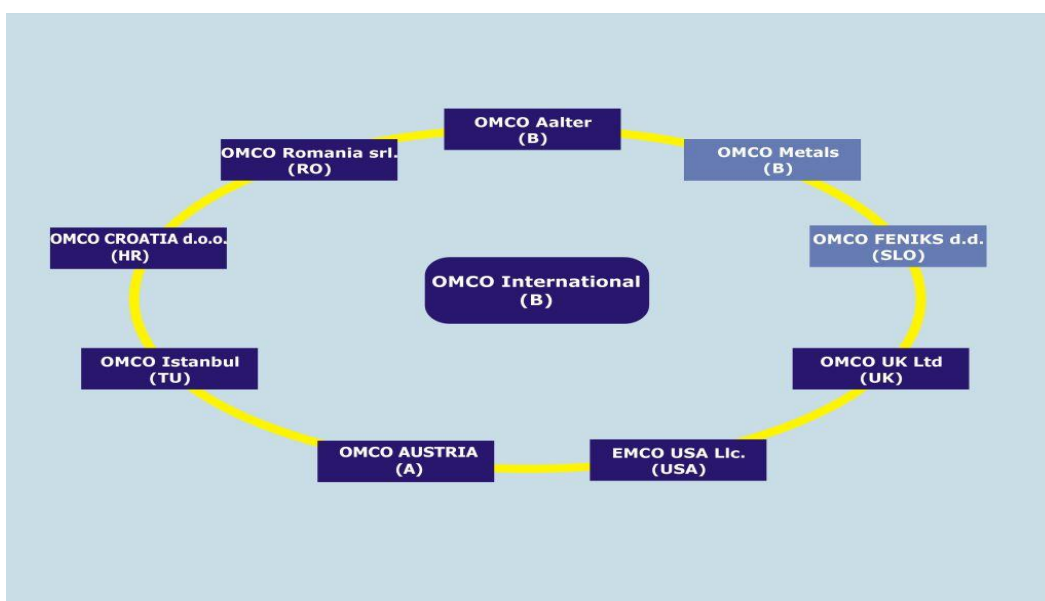 OMCO Aalter
(B)
OMCO Romania srl.
(RO)
OMCO Metals
(B)
OMCO CROATIA d.o.o.
(HR)
OMCO FENIKS d.d.
(SLO)
OMCO International
(B)
OMCO Istanbul
(TU)
OMCO UK Ltd
(UK)
OMCO AUSTRIA
(A)
EMCO USA Llc.
(USA)